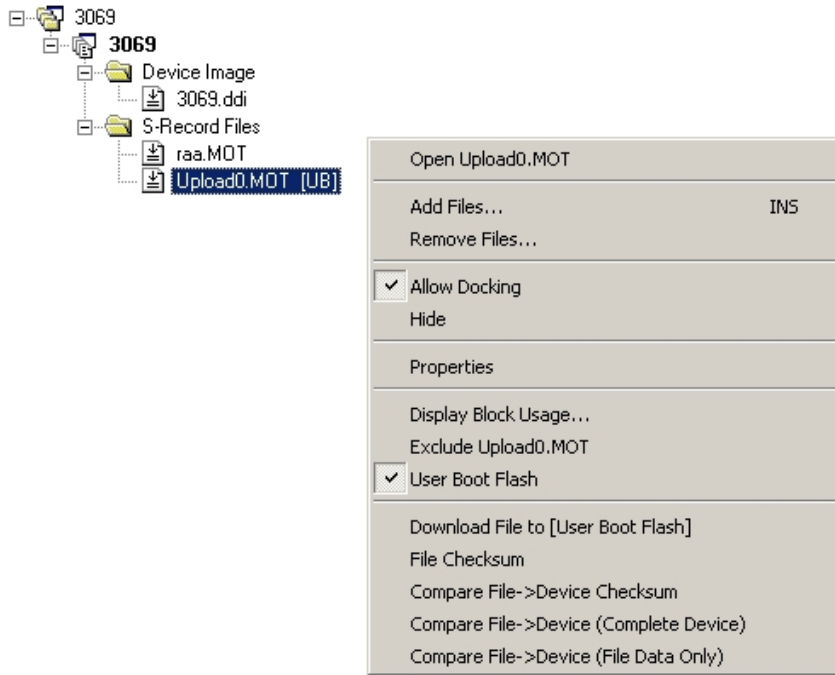 3069
3069
Device Image
3069.ddi
S-Record Files
raa.MOT
Upload0.MOT [UB]
Open Upload0.MOT
Add Files... INS
Remove Files...
Allow Docking
Hide
Properties
Display Block Usage...
Exclude Upload0.MOT
User Boot Flash
Download File to [User Boot Flash]
File Checksum
Compare File->Device Checksum
Compare File->Device (Complete Device)
Compare File->Device (File Data Only)